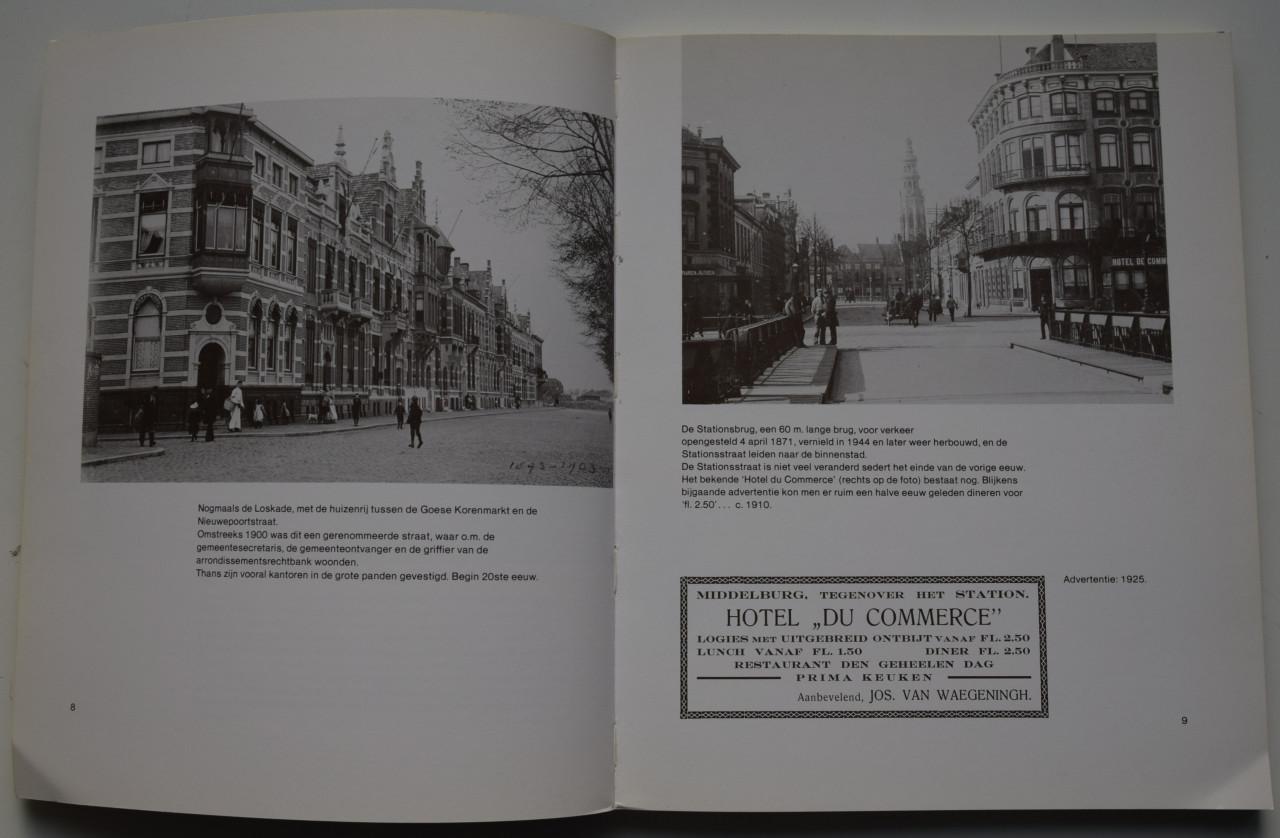 1893-1903
Nogmaals de Loskade, met de huizenrij tussen de Goese Korenmarkt en de
Nieuwepoortstraat.
Omstreeks 1900 was dit een gerenommeerde straat, waar o.m. de
gemeentesecretaris, de gemeenteontvanger en de griffier van de
arrondissementsrechtbank woonden.
Thans zijn vooral kantoren in de grote panden gevestigd. Begin 20ste eeuw.
8
HOTEL DE COMM
De Stationsbrug, een 60 m. lange brug, voor verkeer
opengesteld 4 april 1871, vernield in 1944 en later weer herbouwd, en de
Stationsstraat leiden naar de binnenstad.
De Stationsstraat is niet veel veranderd sedert het einde van de vorige eeuw.
Het bekende 'Hotel du Commerce' (rechts op de foto) bestaat nog. Blijkens
bijgaande advertentie kon men er ruim een halve eeuw geleden dineren voor
'fl. 2.50'... c. 1910.
MIDDELBURG, TEGENOVER HET STATION.
HOTEL „DU COMMERCE"
LOGIES MET UITGEBREID ONTBIJT VANAF FL. 2.50
LUNCH VANAF FL. 1.50 DINER FL. 2.50
RESTAURANT DEN GEHEELEN DAG
PRIMA KEUKEN
Aanbevelend, JOS. VAN WAEGENINGH.
Advertentie: 1925.
9